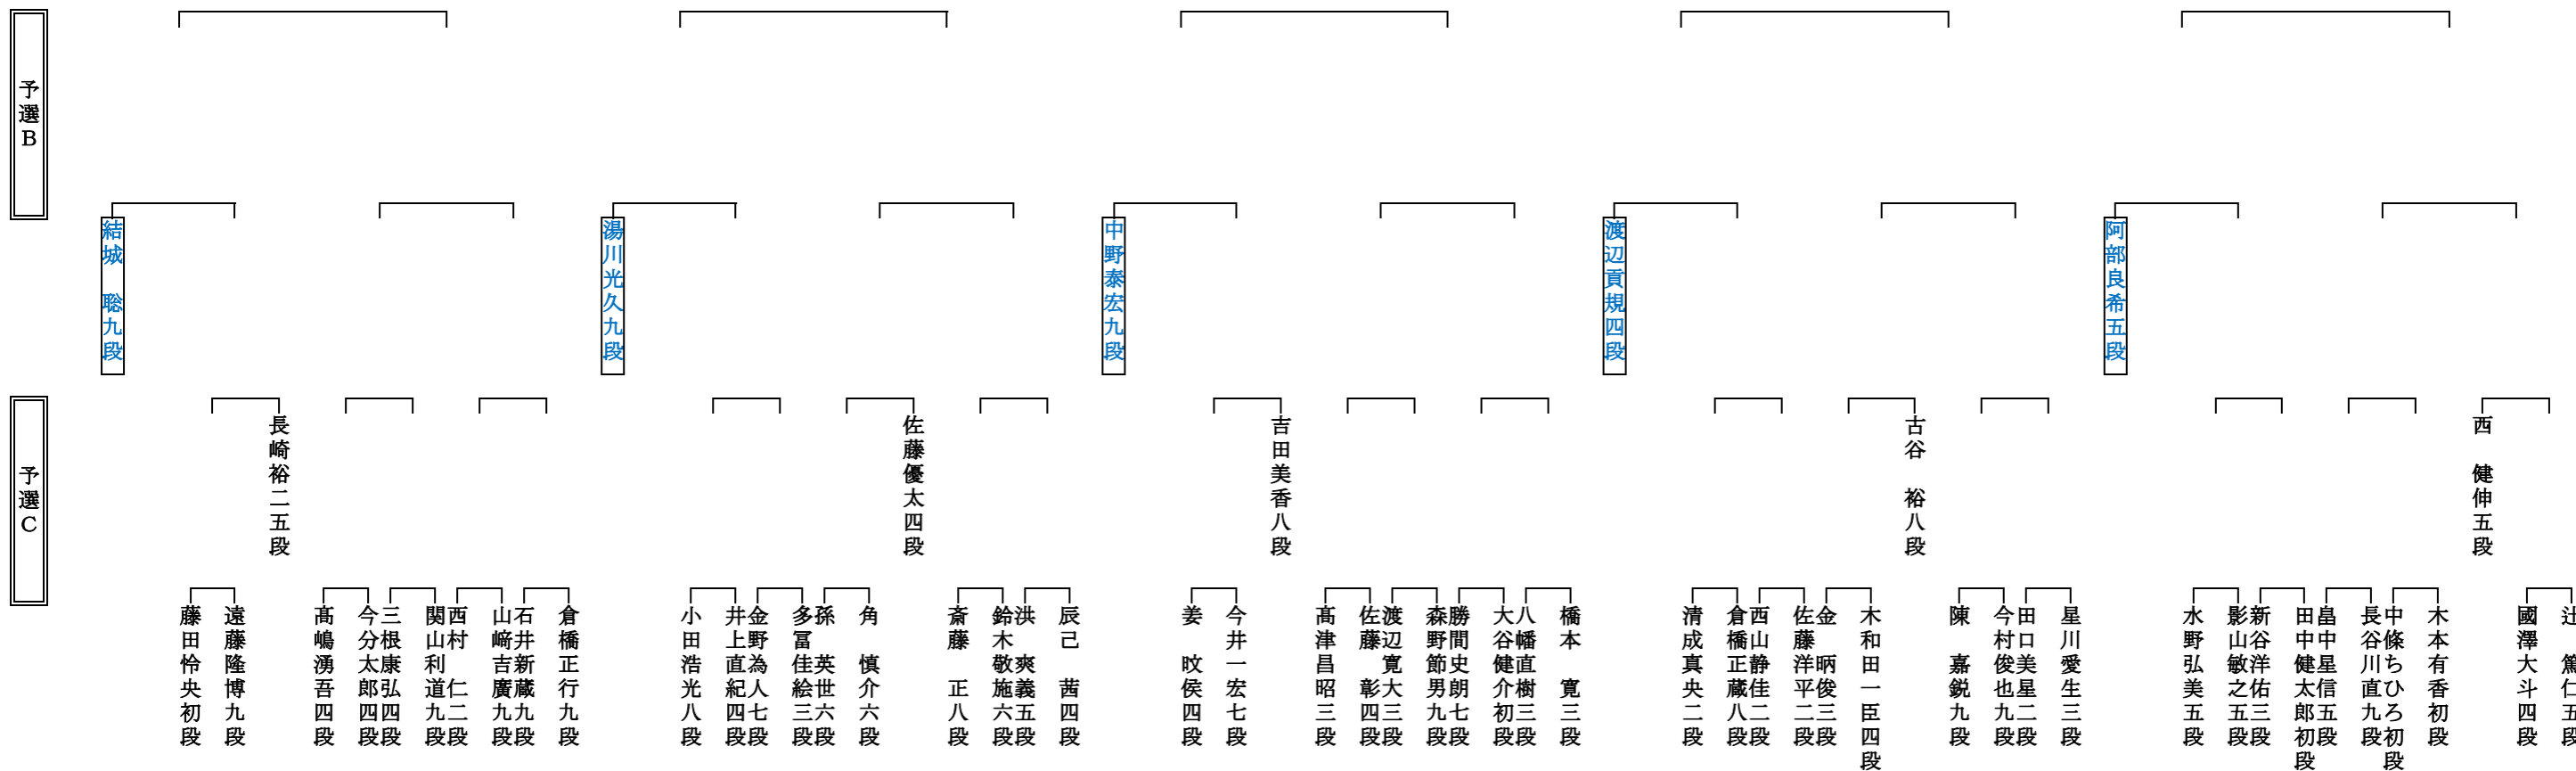 予選B
結城 聡九段
湯川光久九段
中野泰宏九段
渡辺貢規四段
阿部良希五段
予選C
長崎裕二五段
佐藤優太四段
吉田美香八段
古谷 裕八段
西 健伸五段
藤田怜央初段
遠藤隆博九段
髙嶋湧吾四段
今分太郎四段
三根康弘四段
関山利道九段
西村 仁二段
山﨑吉廣九段
石井新蔵九段
倉橋正行九段
小田浩光八段
井上直紀四段
金野為人七段
多冨佳絵三段
孫 英世六段
角 慎介六段
斎藤 正八段
鈴木敬施六段
洪 爽義五段
辰己 茜四段
姜 旼侯四段
今井一宏七段
髙津昌昭三段
佐藤 彰四段
渡辺寛大三段
森野節男九段
勝間史朗七段
大谷健介初段
八幡直樹三段
橋本 寛三段
清成真央二段
倉橋正蔵八段
西山静佳二段
佐藤洋平二段
金 昞俊三段
木和田一臣四段
陳 嘉鋭九段
今村俊也九段
田口美星二段
星川愛生三段
水野弘美五段
影山敏之五段
新谷洋佑三段
田中健太郎初段
畠中星信五段
長谷川直九段
中條ちひろ初段
木本有香初段
國澤大斗四段
辻 篤仁五段